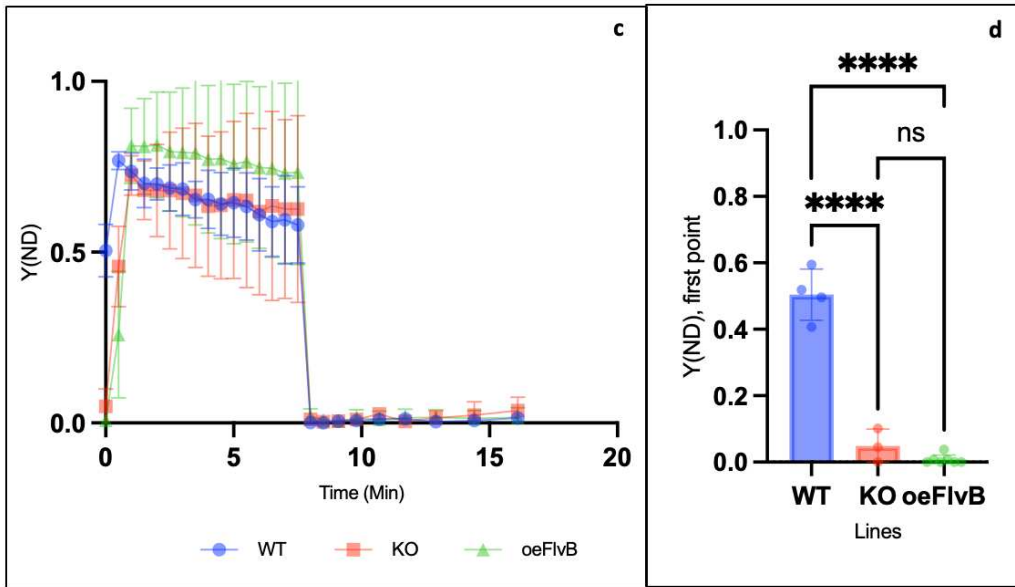 c
1.0
0.5
0.0
Y(ND)
0 5 10 15 20
Time (Min)
WT KO oeFlvB
d
****
ns
****
1.0
0.8
0.6
0.4
0.2
0.0
Y(ND), first point
WT KO oeFlvB
Lines